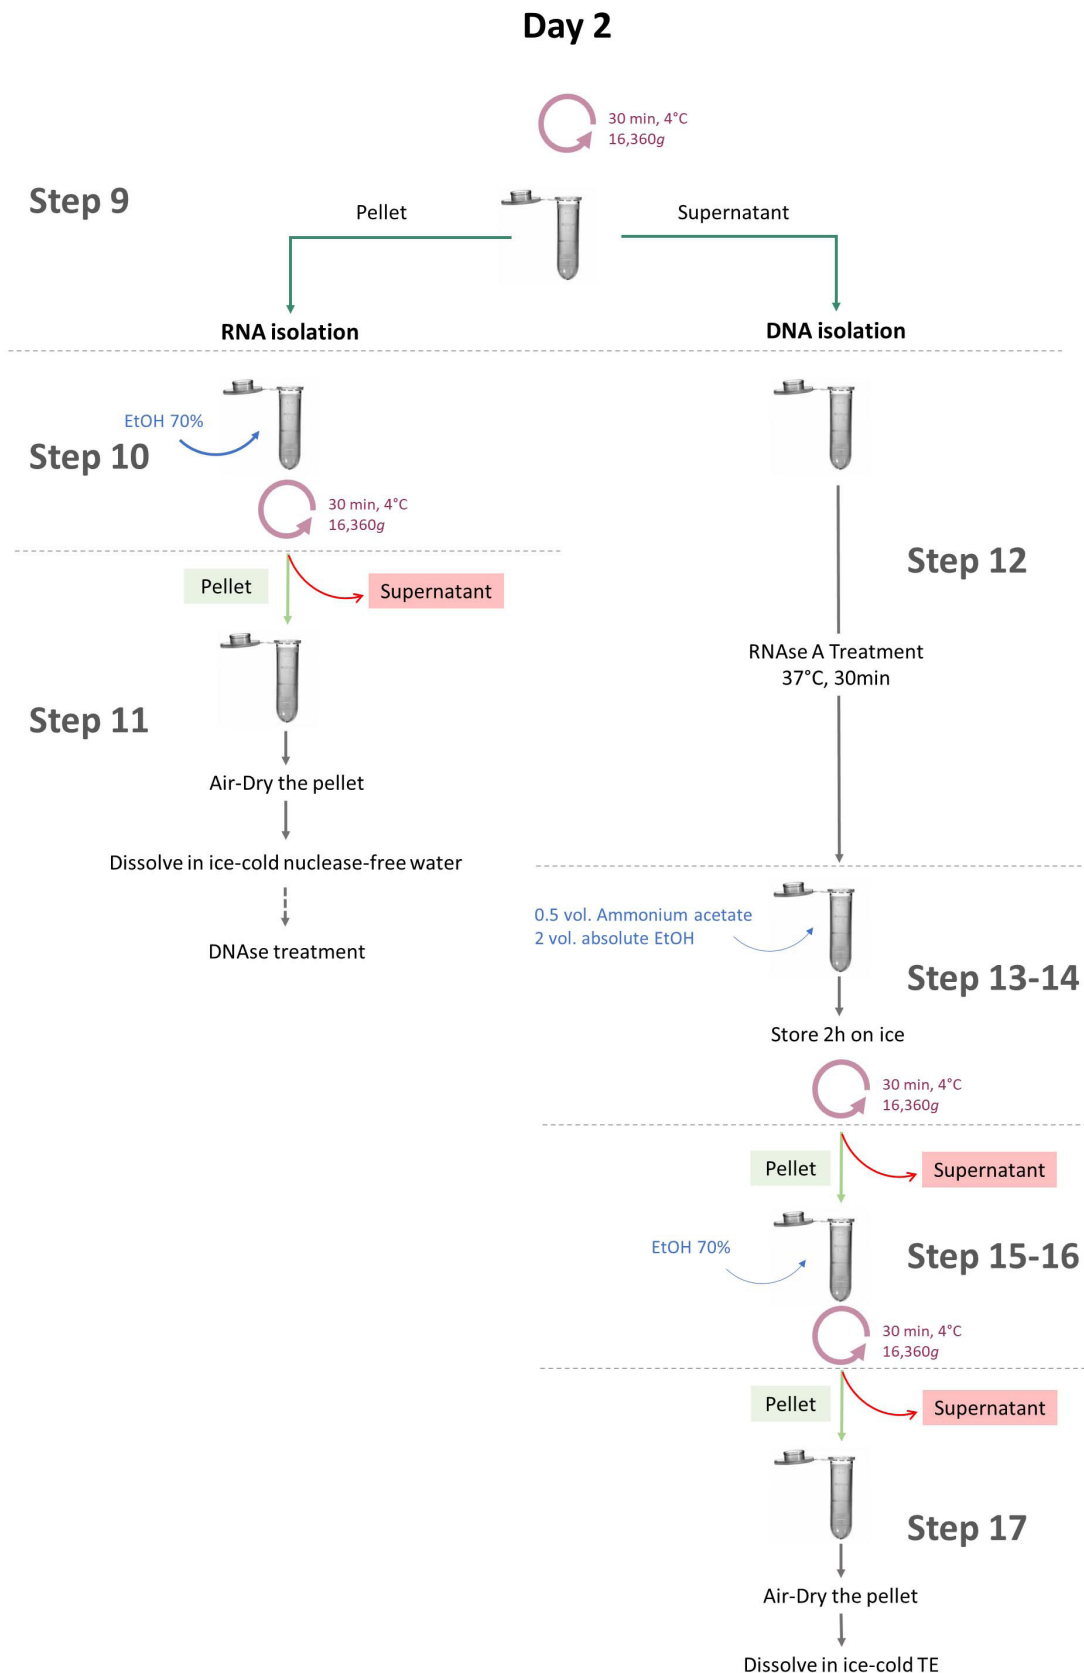 Day 2
30 min, 4°C
16,360g
Step 9
Pellet
Supernatant
RNA isolation
DNA isolation
EtOH 70%
Step 10
30 min, 4°C
16,360g
Step 12
Pellet
Supernatant
RNAse A Treatment
37°C, 30min
Step 11
Air-Dry the pellet
Dissolve in ice-cold nuclease-free water
DNAse treatment
0.5 vol. Ammonium acetate
2 vol. absolute EtOH
Step 13-14
Store 2h on ice
30 min, 4°C
16,360g
Pellet
Supernatant
EtOH 70%
Step 15-16
30 min, 4°C
16,360g
Pellet
Supernatant
Step 17
Air-Dry the pellet
Dissolve in ice-cold TE